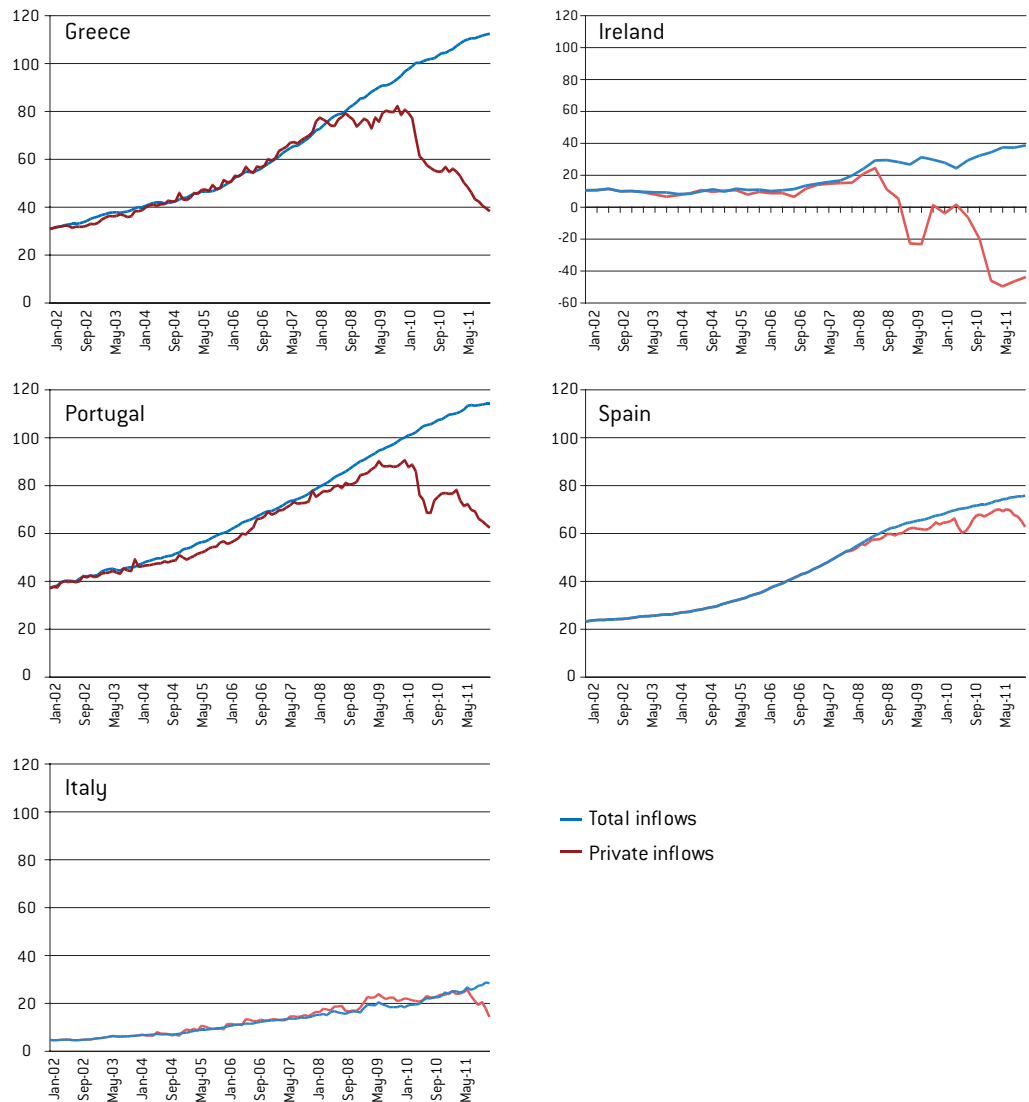 Greece
120
100
80
60
40
20
0
Jan-02
Sep-02
May-03
Jan-04
Sep-04
May-05
Jan-06
Sep-06
May-07
Jan-08
Sep-08
May-09
Jan-10
Sep-10
May-11
Ireland
120
100
80
60
40
20
0
-20
-40
-60
Jan-02
Sep-02
May-03
Jan-04
Sep-04
May-05
Jan-06
Sep-06
May-07
Jan-08
Sep-08
May-09
Jan-10
Sep-10
May-11
Portugal
120
100
80
60
40
20
0
Jan-02
Sep-02
May-03
Jan-04
Sep-04
May-05
Jan-06
Sep-06
May-07
Jan-08
Sep-08
May-09
Jan-10
Sep-10
May-11
Spain
120
100
80
60
40
20
0
Jan-02
Sep-02
May-03
Jan-04
Sep-04
May-05
Jan-06
Sep-06
May-07
Jan-08
Sep-08
May-09
Jan-10
Sep-10
May-11
Italy
120
100
80
60
40
20
0
Jan-02
Sep-02
May-03
Jan-04
Sep-04
May-05
Jan-06
Sep-06
May-07
Jan-08
Sep-08
May-09
Jan-10
Sep-10
May-11
Total inflows
Private inflows